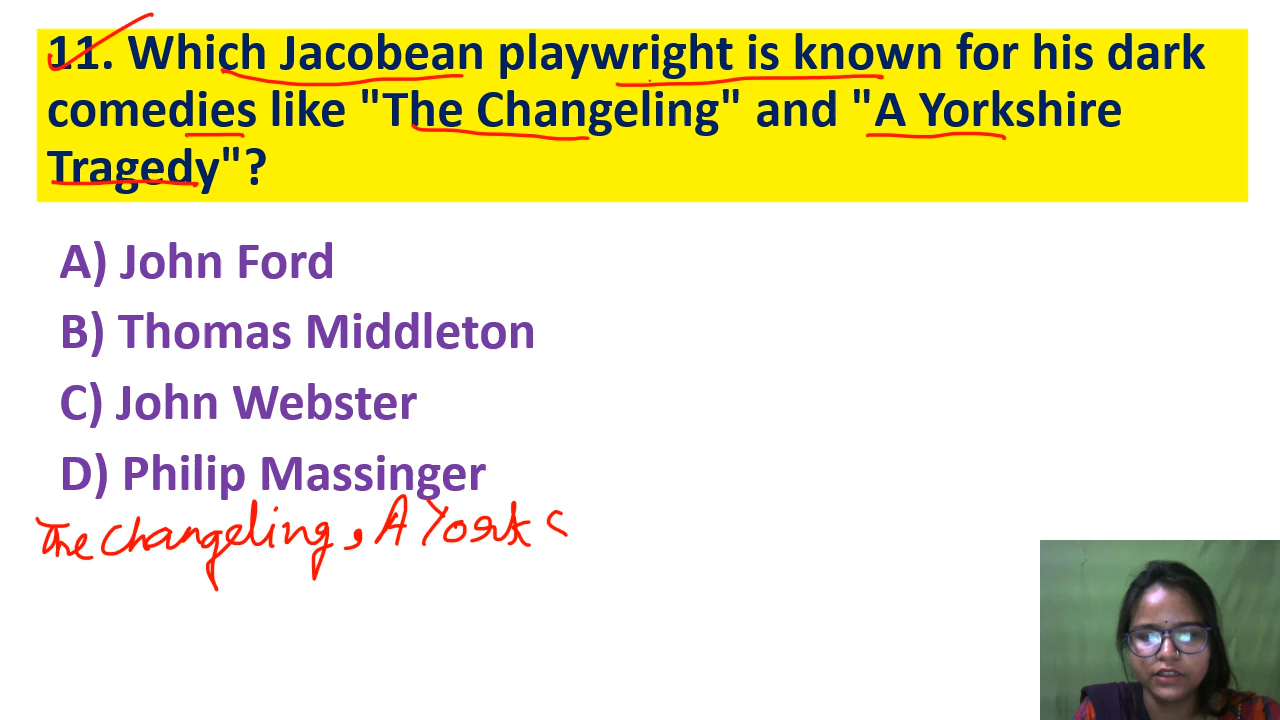 11. Which Jacobean playwright is known for his dark
comedies like "The Changeling" and "A Yorkshire
Tragedy"?
A) John Ford
B) Thomas Middleton
C) John Webster
D) Philip Massinger
The Changeling, A York s